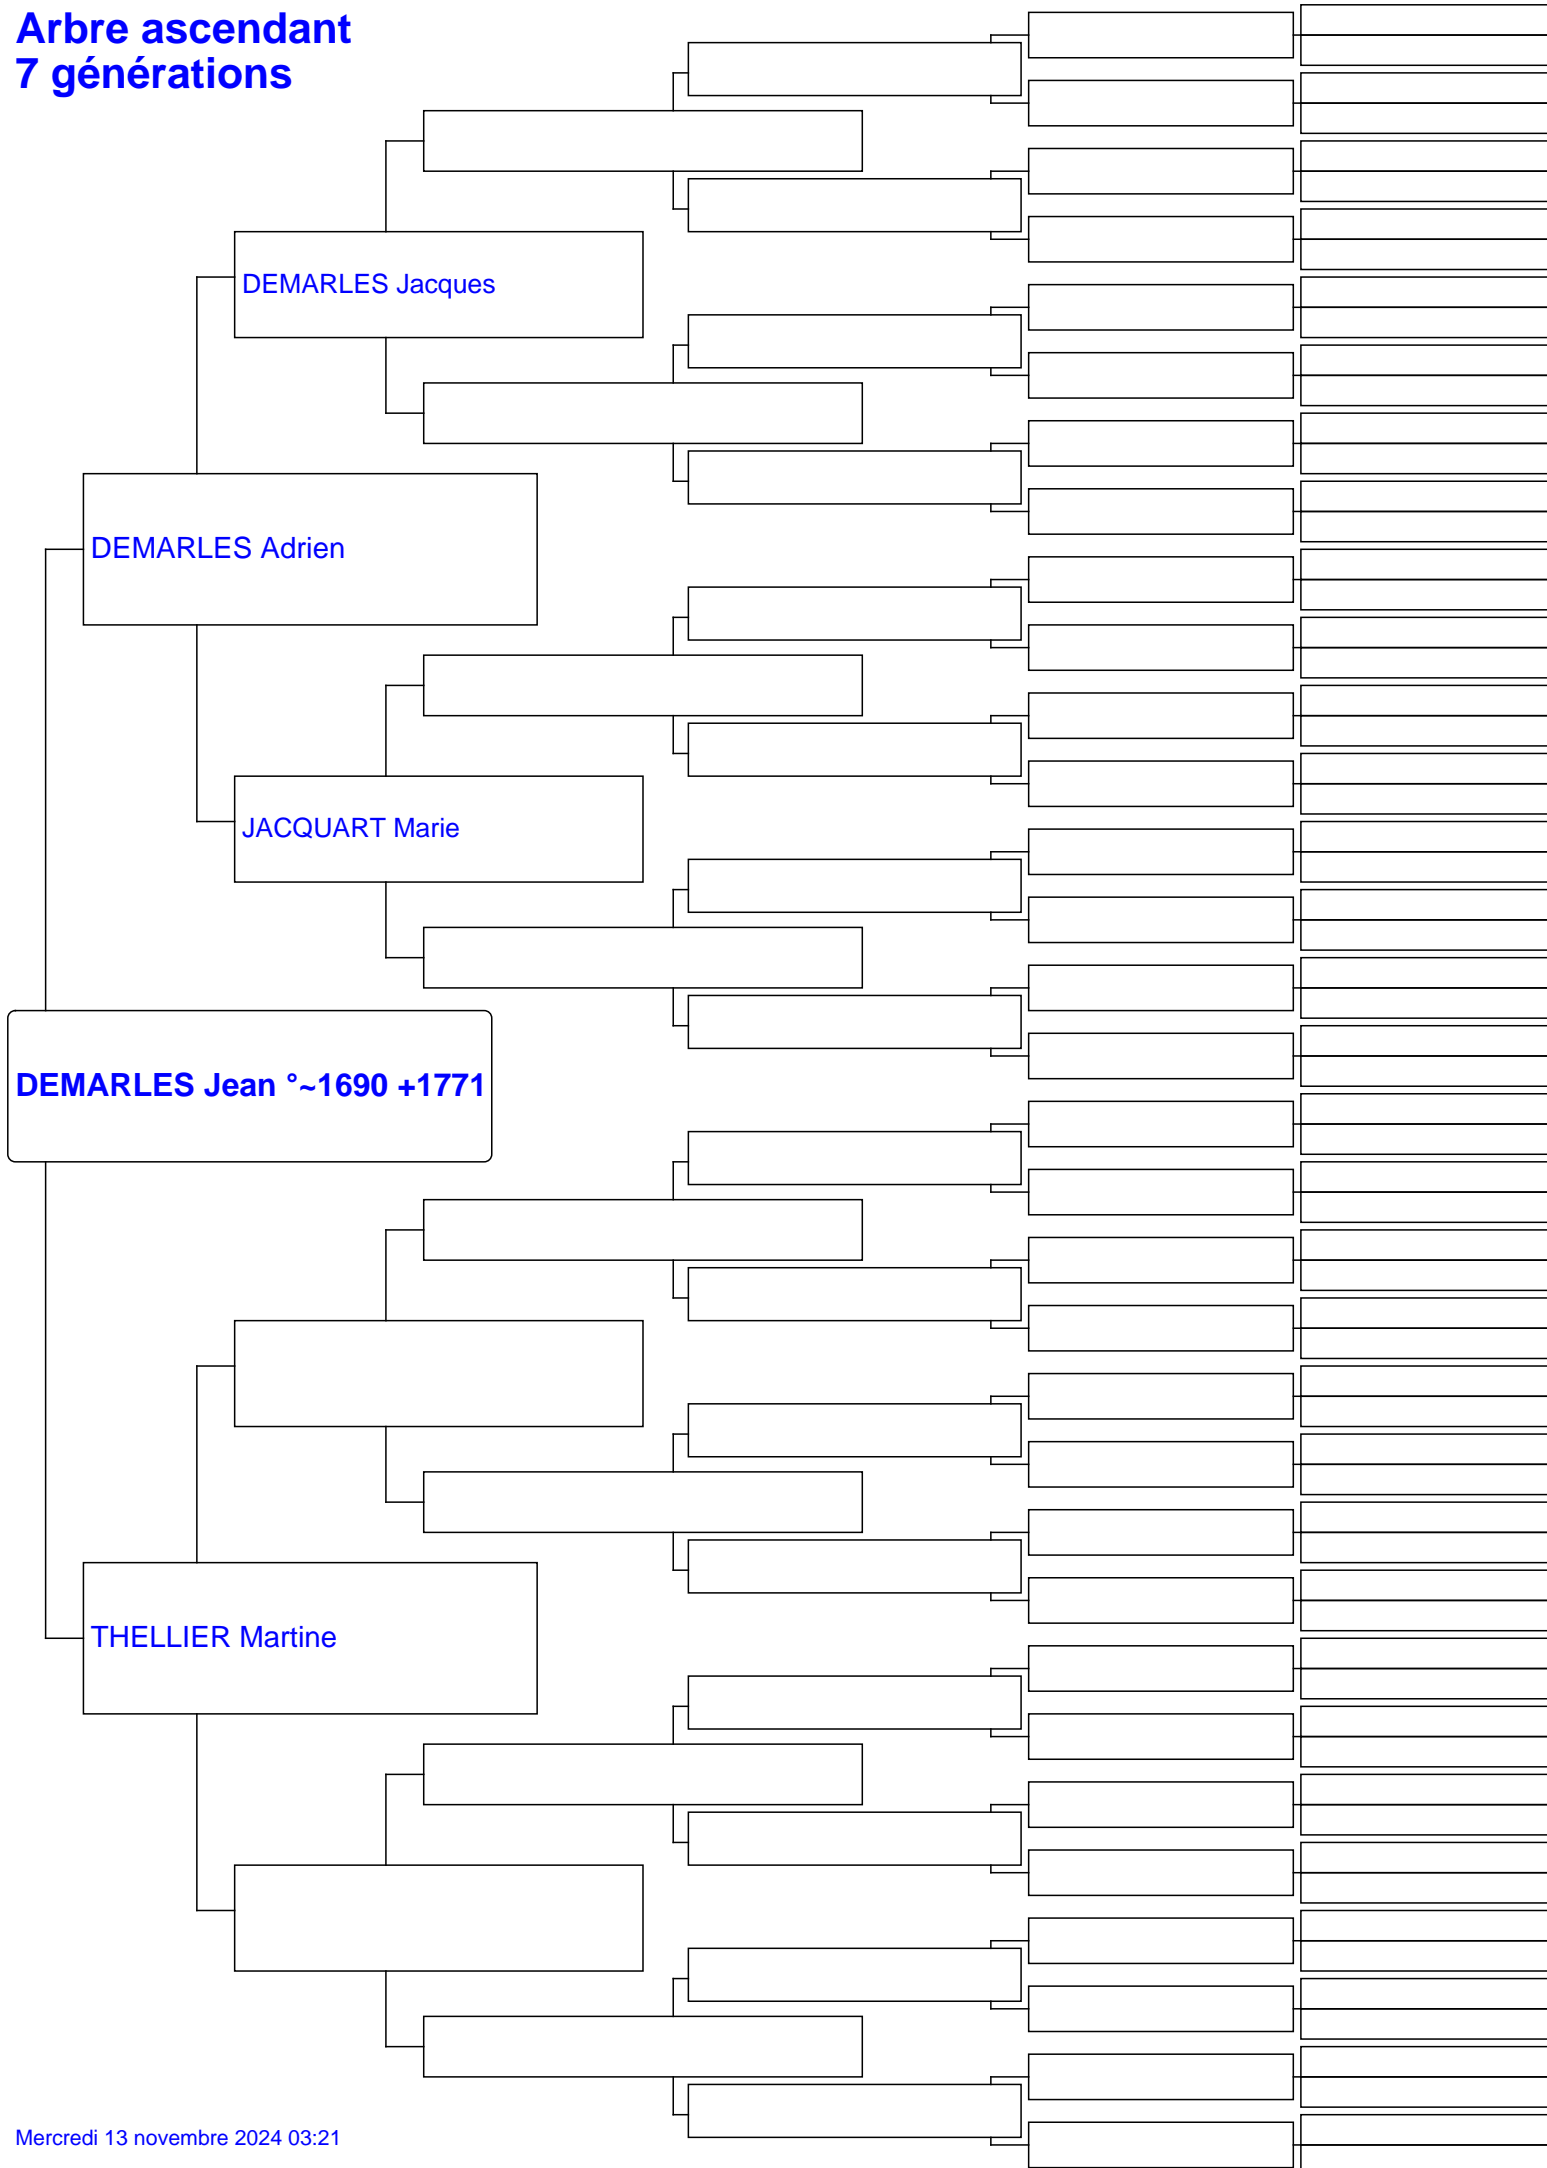 Arbre ascendant
7 générations
DEMARLES Jacques
DEMARLES Adrien
JACQUART Marie
DEMARLES Jean °~1690 +1771
THELLIER Martine
Mercredi 13 novembre 2024 03:21